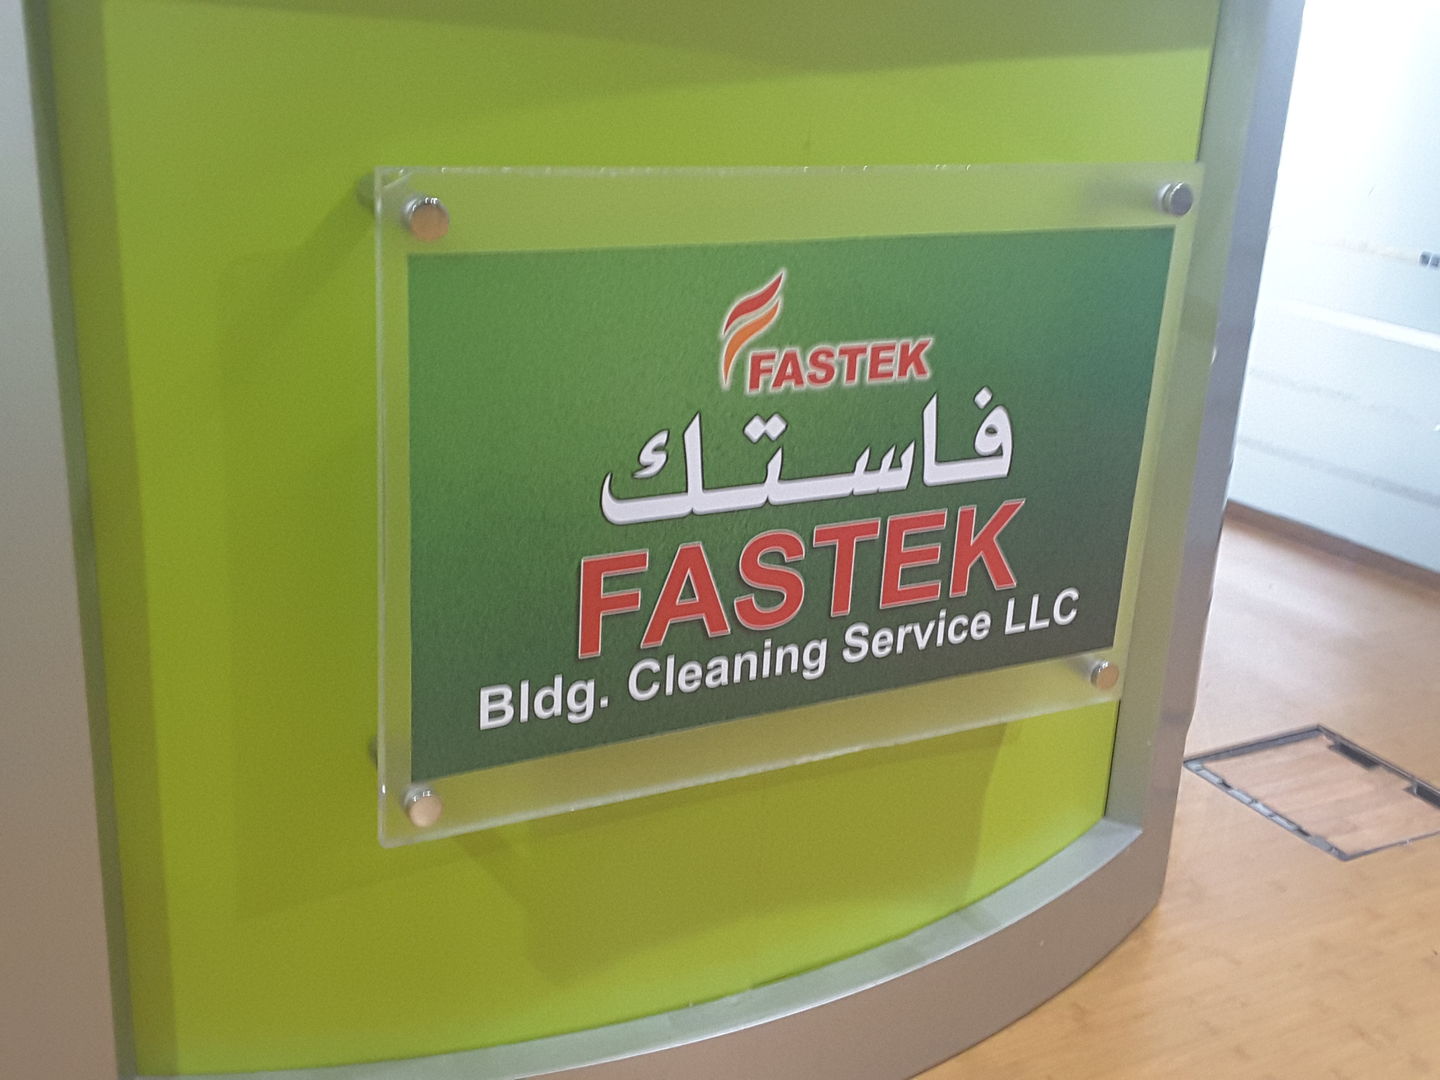 FASTEK
فاستك
FASTEK
Bldg. Cleaning Service LLC